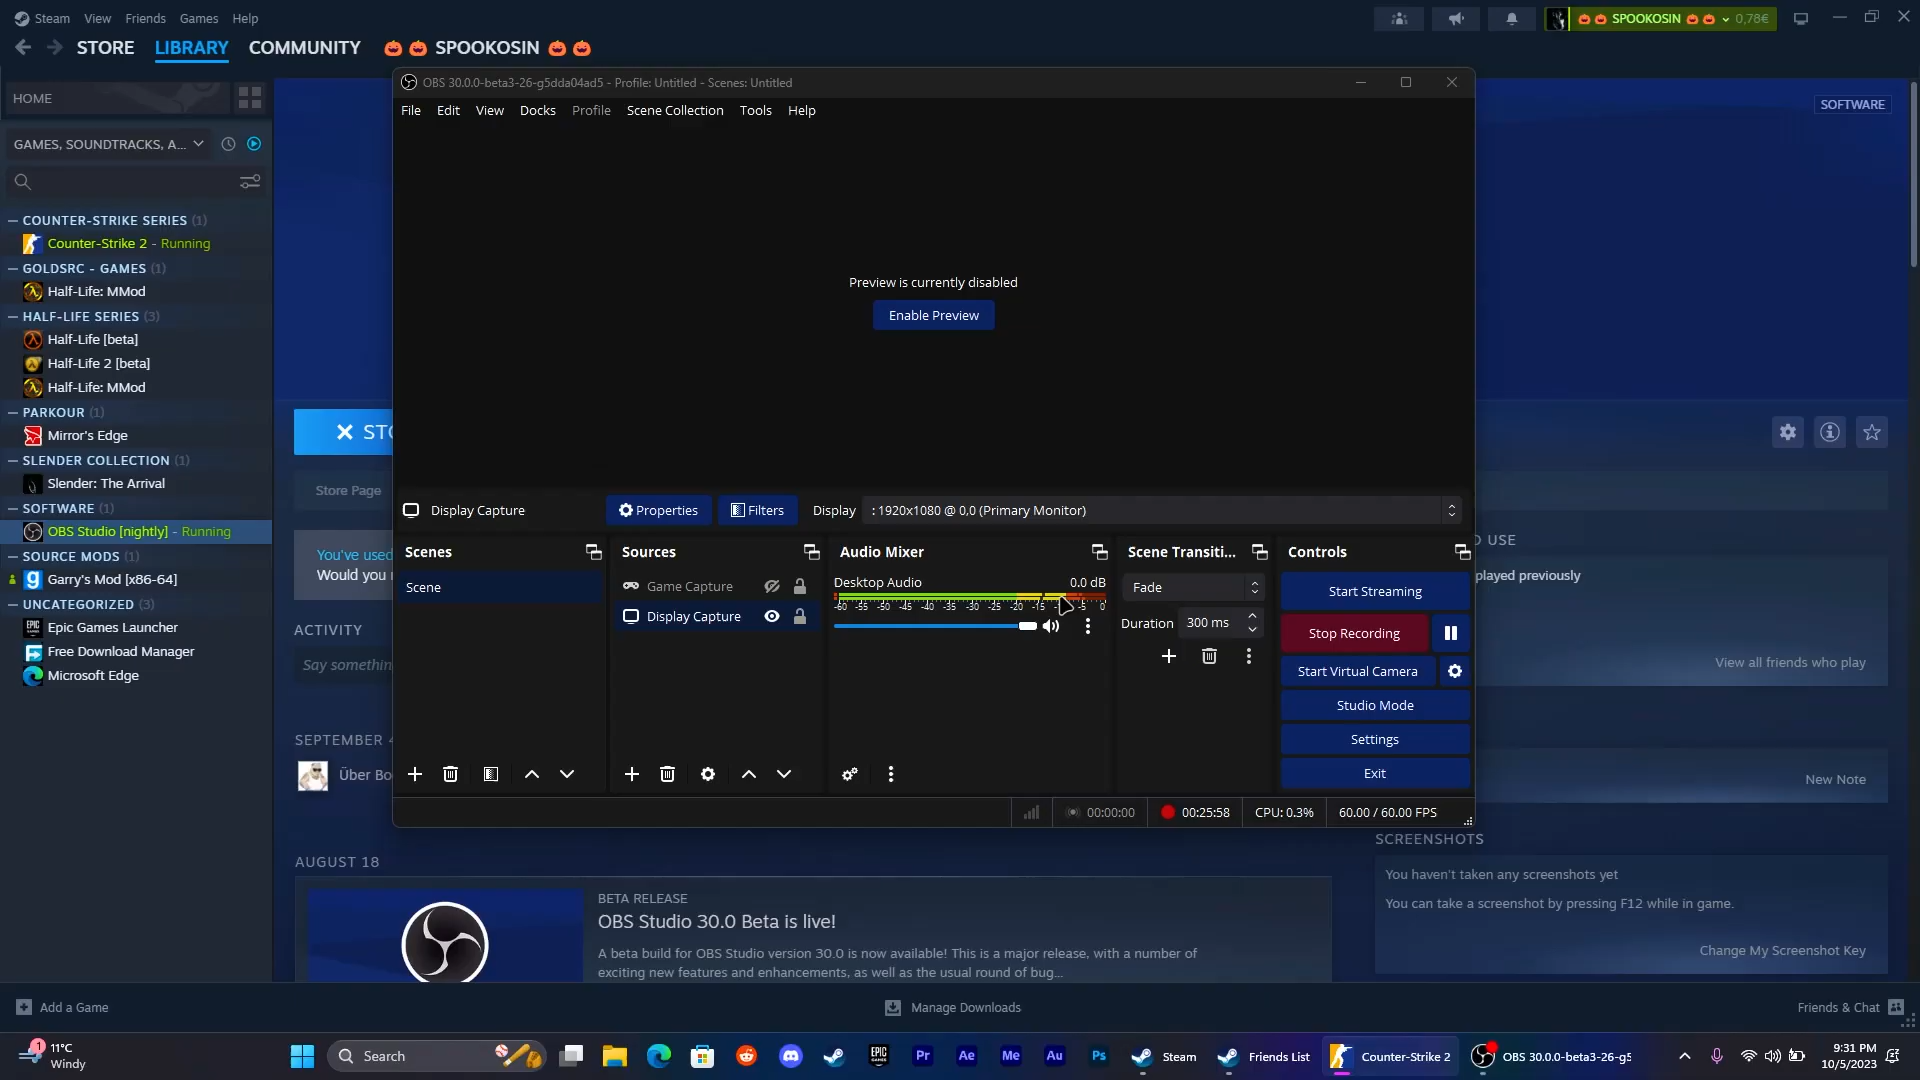 Steam View Friends Games Help
SPOOKOSIN 0,78€
STORE LIBRARY COMMUNITY SPOOKOSIN
HOME
GAMES, SOUNDTRACKS, A...
COUNTER-STRIKE SERIES (1)
Counter-Strike 2 - Running
GOLDSRC - GAMES (1)
Half-Life: MMod
HALF-LIFE SERIES (3)
Half-Life [beta]
Half-Life 2 [beta]
Half-Life: MMod
PARKOUR (1)
Mirror's Edge
SLENDER COLLECTION (1)
Slender: The Arrival
SOFTWARE (1)
OBS Studio [nightly] - Running
SOURCE MODS (1)
Garry's Mod [x86-64]
UNCATEGORIZED (3)
Epic Games Launcher
Free Download Manager
Microsoft Edge
OBS 30.0.0-beta3-26-g5dda04ad5 - Profile: Untitled - Scenes: Untitled
File Edit View Docks Profile Scene Collection Tools Help
Preview is currently disabled
Enable Preview
Display Capture Properties Filters Display : 1920x1080 @ 0,0 (Primary Monitor)
Scenes
Scene
Sources
Game Capture
Display Capture
Audio Mixer
Desktop Audio 0.0 dB
-60 -55 -50 -45 -40 -35 -30 -25 -20 -15 -5 0
Scene Transiti...
Fade
Duration 300 ms
Controls
Start Streaming
Stop Recording
Start Virtual Camera
Studio Mode
Settings
Exit
00:00:00 00:25:58 CPU: 0.3% 60.00 / 60.00 FPS
SOFTWARE
STO
Store Page
You've used
Would you
ACTIVITY
Say something
SEPTEMBER
Über Bo
AUGUST 18
BETA RELEASE
OBS Studio 30.0 Beta is live!
A beta build for OBS Studio version 30.0 is now available! This is a major release, with a number of
exciting new features and enhancements, as well as the usual round of bug...
D USE
played previously
View all friends who play
New Note
SCREENSHOTS
You haven't taken any screenshots yet
You can take a screenshot by pressing F12 while in game.
Change My Screenshot Key
Add a Game Manage Downloads Friends & Chat
1
11°C
Windy
Search
EPIC GAMES
Pr Ae Me Au Ps
Steam
Friends List
Counter-Strike 2
OBS 30.0.0-beta3-26-g5
9:31 PM
10/5/2023